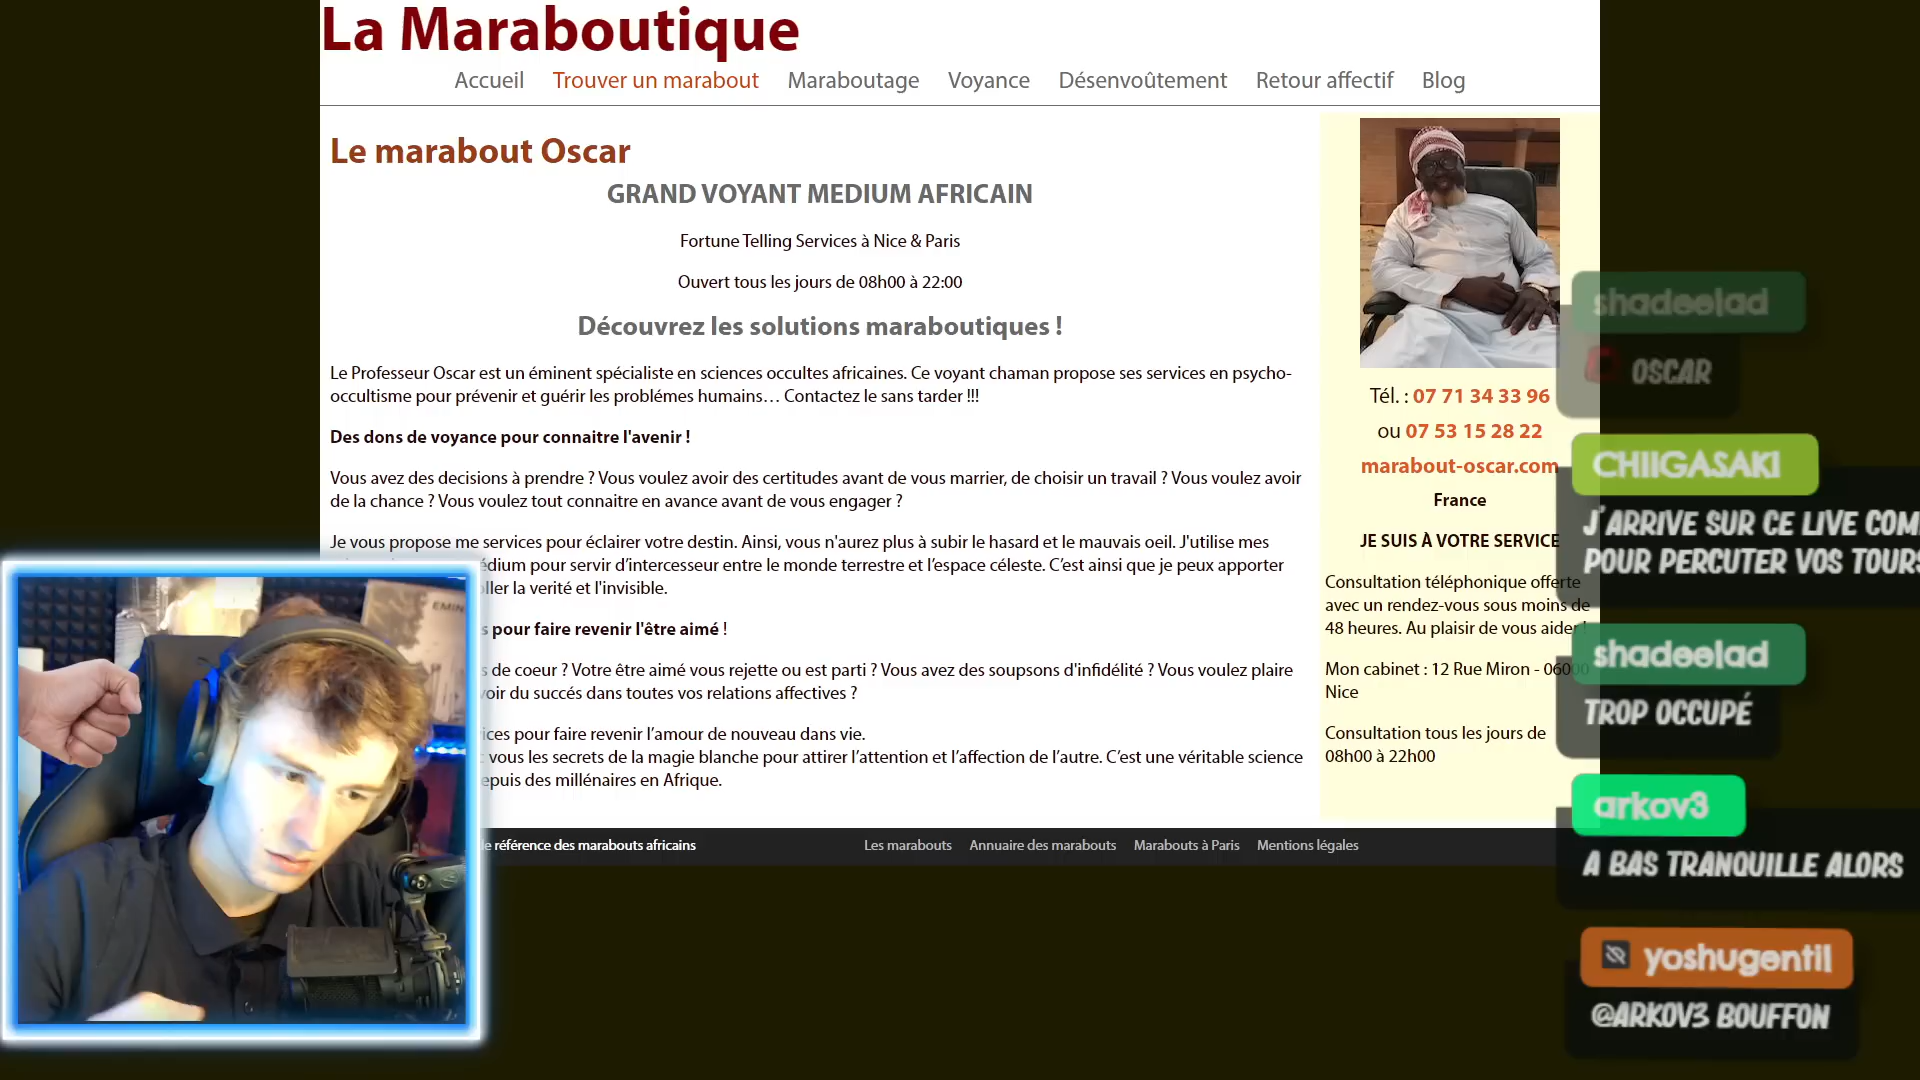 La Maraboutique
Accueil Trouver un marabout Maraboutage Voyance Désenvoûtement Retour affectif Blog
Le marabout Oscar
GRAND VOYANT MEDIUM AFRICAIN
Fortune Telling Services à Nice & Paris
Ouvert tous les jours de 08h00 à 22:00
Découvrez les solutions maraboutiques !
Le Professeur Oscar est un éminent spécialiste en sciences occultes africaines. Ce voyant chaman propose ses services en psycho-
occultisme pour prévenir et guérir les problémes humains… Contactez le sans tarder !!!
Des dons de voyance pour connaitre l'avenir !
Vous avez des decisions à prendre ? Vous voulez avoir des certitudes avant de vous marrier, de choisir un travail ? Vous voulez avoir
de la chance ? Vous voulez tout connaitre en avance avant de vous engager ?
Je vous propose me services pour éclairer votre destin. Ainsi, vous n'aurez plus à subir le hasard et le mauvais oeil. J'utilise mes
édium pour servir d’intercesseur entre le monde terrestre et l’espace céleste. C’est ainsi que je peux apporter
ller la verité et l'invisible.
s pour faire revenir l'être aimé !
s de coeur ? Votre être aimé vous rejette ou est parti ? Vous avez des soupsons d'infidélité ? Vous voulez plaire
voir du succés dans toutes vos relations affectives ?
ices pour faire revenir l’amour de nouveau dans vie.
vous les secrets de la magie blanche pour attirer l’attention et l’affection de l’autre. C’est une véritable science
epuis des millénaires en Afrique.
Tél. : 07 71 34 33 96
ou 07 53 15 28 22
marabout-oscar.com
France
JE SUIS À VOTRE SERVICE
Consultation téléphonique offerte
avec un rendez-vous sous moins de
48 heures. Au plaisir de vous aider !
Mon cabinet : 12 Rue Miron - 06000
Nice
Consultation tous les jours de
08h00 à 22h00
de référence des marabouts africains
Les marabouts Annuaire des marabouts Marabouts à Paris Mentions légales
EMIN
shadeelad
OSCAR
CHIIGASAKI
J'ARRIVE SUR CE LIVE COM
POUR PERCUTER VOS TOURS
shadeelad
TROP OCCUPÉ
arkov3
A BAS TRANQUILLE ALORS
yoshugentil
@ARKOV3 BOUFFON